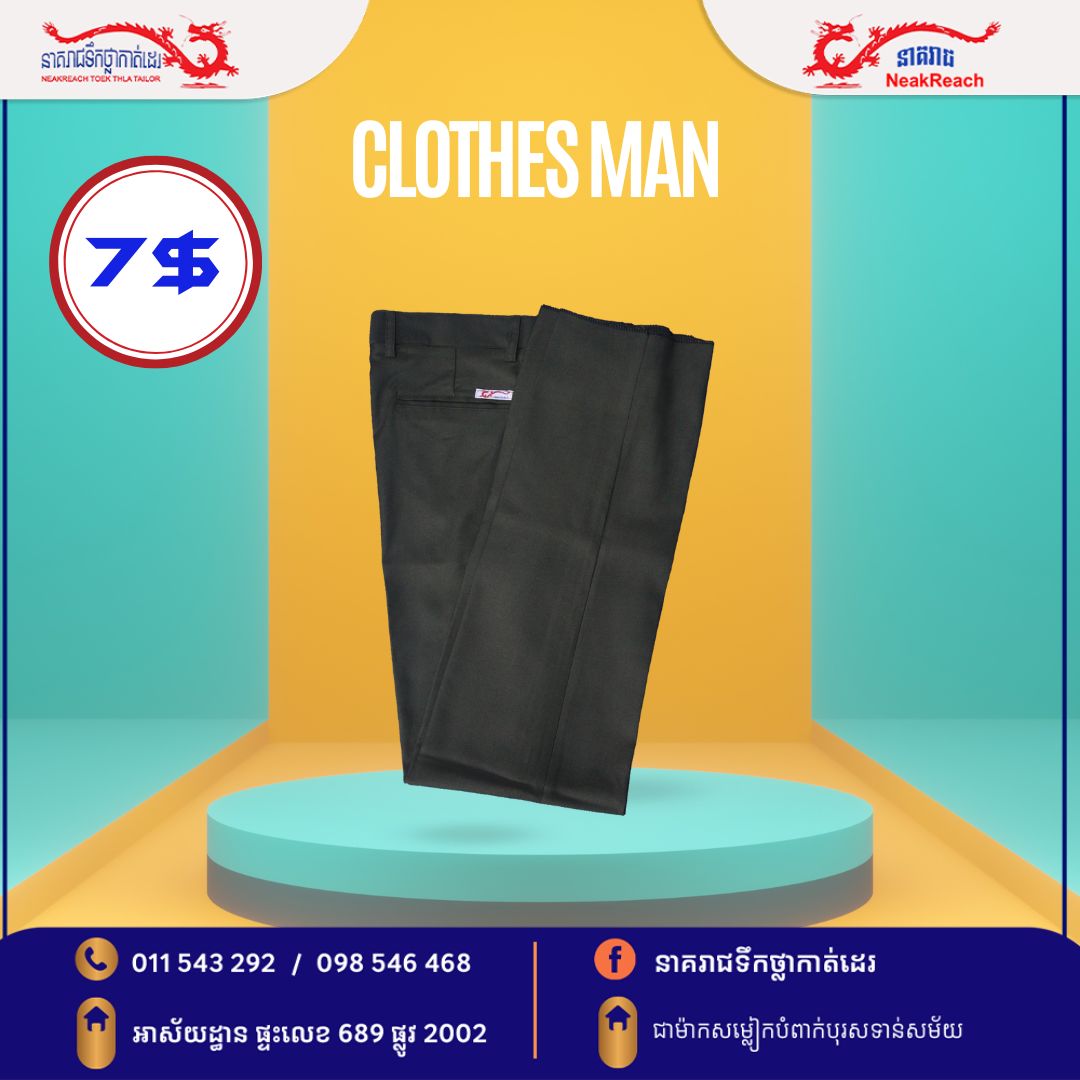 នាគរាជទឹកថ្លាកាត់ដេរ
NEAKREACH TOEK THLA TAILOR
នាគរាជ
NeakReach
CLOTHES MAN
7$
011 543 292 / 098 546 468
នាគរាជទឹកថ្លាកាត់ដេរ
អាស័យដ្ឋាន ផ្ទះលេខ 689 ផ្លូវ 2002
ជាម៉ាកសម្លៀកបំពាក់បុរសទាន់សម័យ